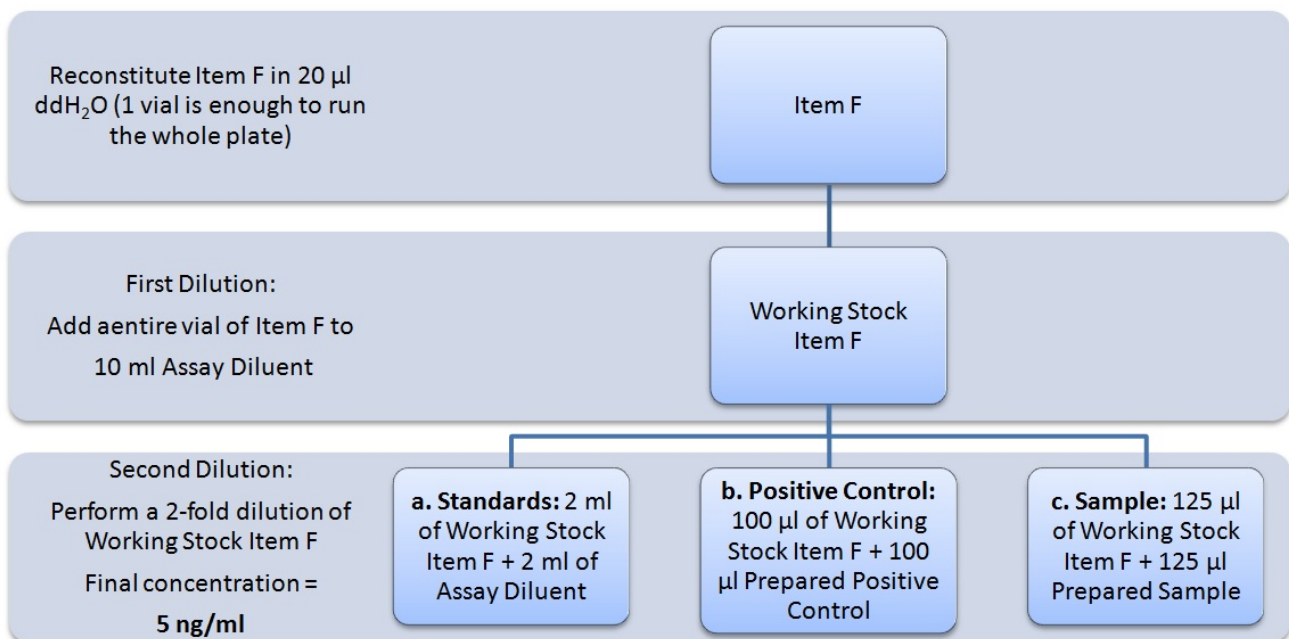 Reconstitute Item F in 20 µl
ddH₂O (1 vial is enough to run
the whole plate)
Item F
First Dilution:
Add aentire vial of Item F to
10 ml Assay Diluent
Working Stock
Item F
Second Dilution:
Perform a 2-fold dilution of
Working Stock Item F
Final concentration =
5 ng/ml
a. Standards: 2 ml
of Working Stock
Item F + 2 ml of
Assay Diluent
b. Positive Control:
100 µl of Working
Stock Item F + 100
µl Prepared Positive
Control
c. Sample: 125 µl
of Working Stock
Item F + 125 µl
Prepared Sample